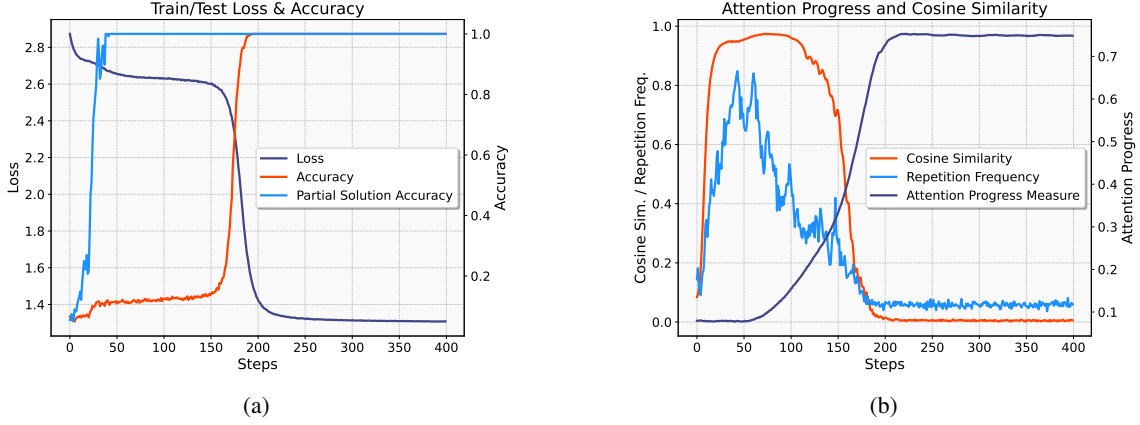 Train/Test Loss & Accuracy
2.8
2.6
2.4
2.2
2.0
1.8
1.6
1.4
Loss
1.0
0.8
0.6
0.4
0.2
Accuracy
Loss
Accuracy
Partial Solution Accuracy
0 50 100 150 200 250 300 350 400
Steps
(a)
Attention Progress and Cosine Similarity
1.0
0.8
0.6
0.4
0.2
0.0
Cosine Sim. / Repetition Freq.
0.7
0.6
0.5
0.4
0.3
0.2
0.1
Attention Progress
Cosine Similarity
Repetition Frequency
Attention Progress Measure
0 50 100 150 200 250 300 350 400
Steps
(b)